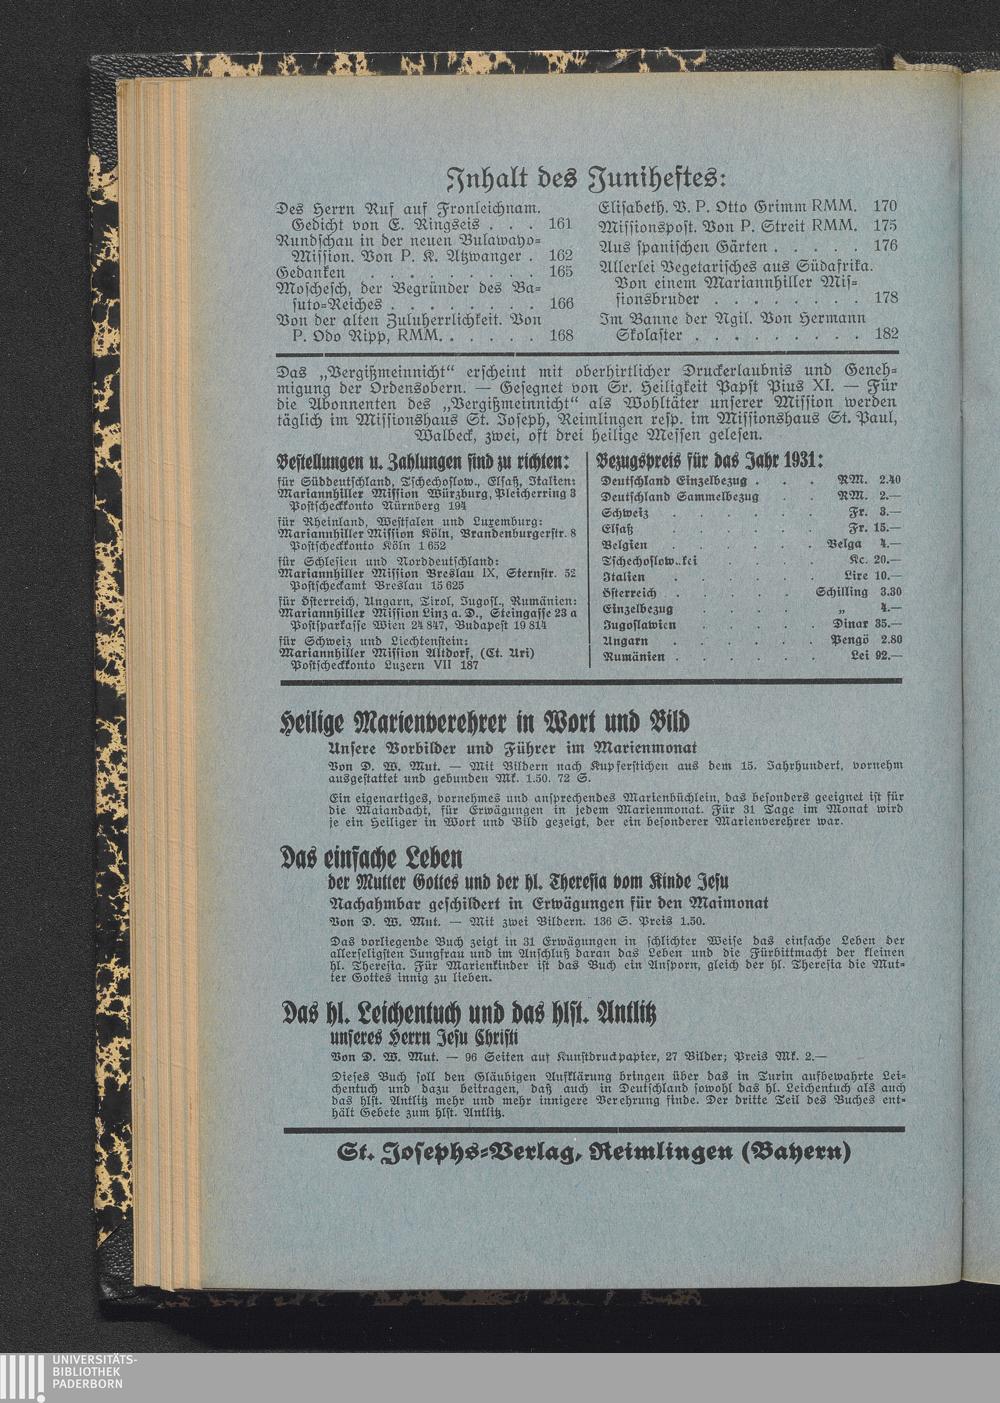 Inhalt des Juniheftes:
Des Herrn Ruf auf Fronleichnam.
Gedicht von E. Ringseis . . . 161
Rundschau in der neuen Bulawayo-
Mission. Von P. K. Atzwanger . 162
Gedanken . . . . . . . . . 165
Moschesch, der Begründer des Ba-
suto-Reiches . . . . . . . . 166
Von der alten Zuluherrlichkeit. Von
P. Odo Ripp, RMM. . . . . . 168
Elisabeth. V. P. Otto Grimm RMM. 170
Missionspost. Von P. Streit RMM. 175
Aus spanischen Gärten . . . . . 176
Allerlei Vegetarisches aus Südafrika.
Von einem Mariannhiller Mis-
sionsbruder . . . . . . . . 178
Im Banne der Ngil. Von Hermann
Skolaster . . . . . . . . . 182
Das „Vergißmeinnicht“ erscheint mit oberhirtlicher Druckerlaubnis und Geneh-
migung der Ordensobern. — Gesegnet von Sr. Heiligkeit Papst Pius XI. — Für
die Abonnenten des „Vergißmeinnicht“ als Wohltäter unserer Mission werden
täglich im Missionshaus St. Joseph, Reimlingen resp. im Missionshaus St. Paul,
Walbeck, zwei, oft drei heilige Messen gelesen.
Bestellungen u. Zahlungen sind zu richten:
für Süddeutschland, Tschechoslow., Elsaß, Italien:
Mariannhiller Mission Würzburg, Pleicherring 3
Postscheckkonto Nürnberg 194
für Rheinland, Westfalen und Luxemburg:
Mariannhiller Mission Köln, Brandenburgerstr. 8
Postscheckkonto Köln 1 652
für Schlesien und Norddeutschland:
Mariannhiller Mission Breslau IX, Sternstr. 52
Postscheckamt Breslau 15 625
für Österreich, Ungarn, Tirol, Jugosl., Rumänien:
Mariannhiller Mission Linz a. D., Steingasse 23 a
Postsparkasse Wien 24 847, Budapest 19 814
für Schweiz und Liechtenstein:
Mariannhiller Mission Altdorf, (Ct. Uri)
Postscheckkonto Luzern VII 187
Bezugspreis für das Jahr 1931:
Deutschland Einzelbezug . . . RM. 2.40
Deutschland Sammelbezug . . RM. 2.—
Schweiz . . . . . . Fr. 3.—
Elsaß . . . . . . Fr. 15.—
Belgien . . . . . . Belga 4.—
Tschechoslow..kei . . . . . Kc. 20.—
Italien . . . . . . Lire 10.—
Österreich . . . . . Schilling 3.30
Einzelbezug . . . . . „ 4.—
Jugoslawien . . . . . Dinar 35.—
Ungarn . . . . . . Pengö 2.80
Rumänien . . . . . . Lei 92.—
Heilige Marienverehrer in Wort und Bild
Unsere Vorbilder und Führer im Marienmonat
Von D. W. Mut. — Mit Bildern nach Kupferstichen aus dem 15. Jahrhundert, vornehm
ausgestattet und gebunden Mk. 1.50. 72 S.
Ein eigenartiges, vornehmes und ansprechendes Marienbüchlein, das besonders geeignet ist für
die Maiandacht, für Erwägungen in jedem Marienmonat. Für 31 Tage im Monat wird
je ein Heiliger in Wort und Bild gezeigt, der ein besonderer Marienverehrer war.
Das einfache Leben
der Mutter Gottes und der hl. Theresia vom Kinde Jesu
Nachahmbar geschildert in Erwägungen für den Maimonat
Von D. W. Mut. — Mit zwei Bildern. 136 S. Preis 1.50.
Das vorliegende Buch zeigt in 31 Erwägungen in schlichter Weise das einfache Leben der
allerseligsten Jungfrau und im Anschluß daran das Leben und die Fürbittmacht der kleinen
hl. Theresia. Für Marienkinder ist das Buch ein Ansporn, gleich der hl. Theresia die Mut-
ter Gottes innig zu lieben.
Das hl. Leichentuch und das hlst. Antlitz
unseres Herrn Jesu Christi
Von D. W. Mut. — 96 Seiten auf Kunstdruckpapier, 27 Bilder; Preis Mk. 2.—
Dieses Buch soll den Gläubigen Aufklärung bringen über das in Turin aufbewahrte Lei-
chentuch und dazu beitragen, daß auch in Deutschland sowohl das hl. Leichentuch als auch
das hlst. Antlitz mehr und mehr innigere Verehrung finde. Der dritte Teil des Buches ent-
hält Gebete zum hlst. Antlitz.
St. Josephs-Verlag, Reimlingen (Bayern)
UNIVERSITÄTS-
BIBLIOTHEK
PADERBORN